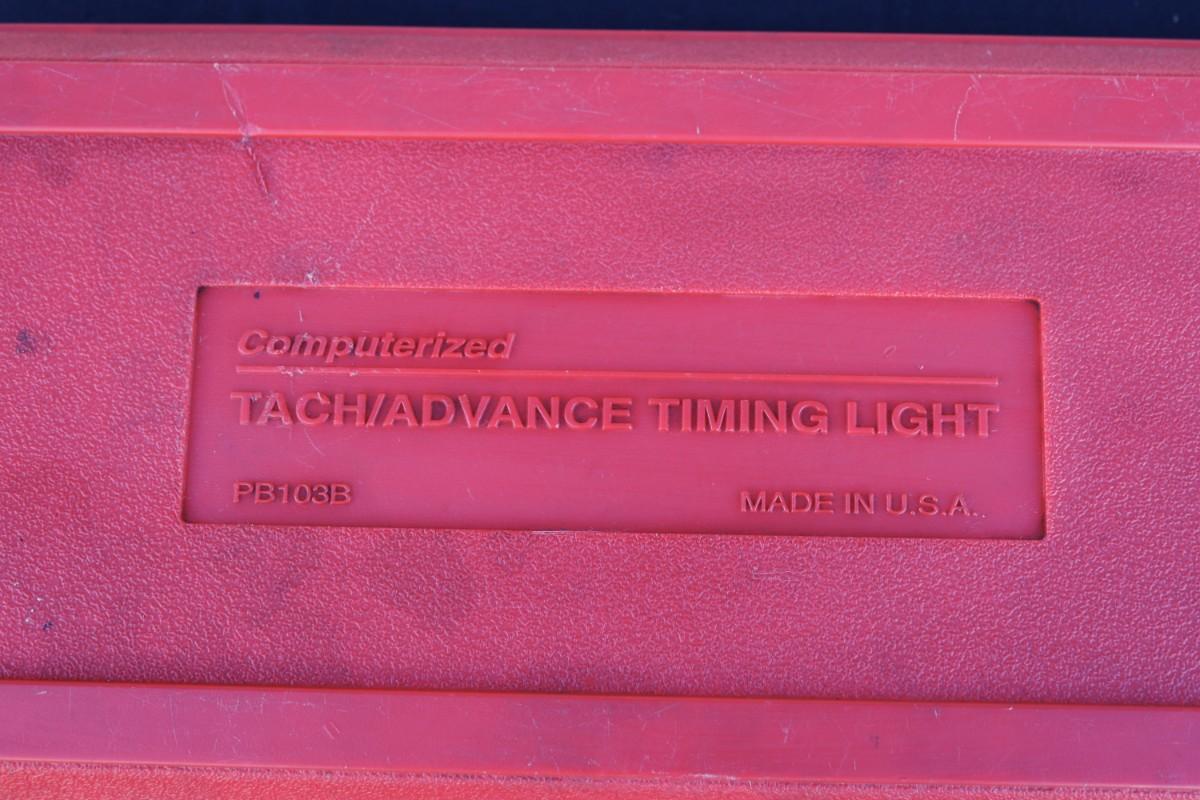 Computerized
TACH/ADVANCE TIMING LIGHT
PB103B
MADE IN U.S.A.